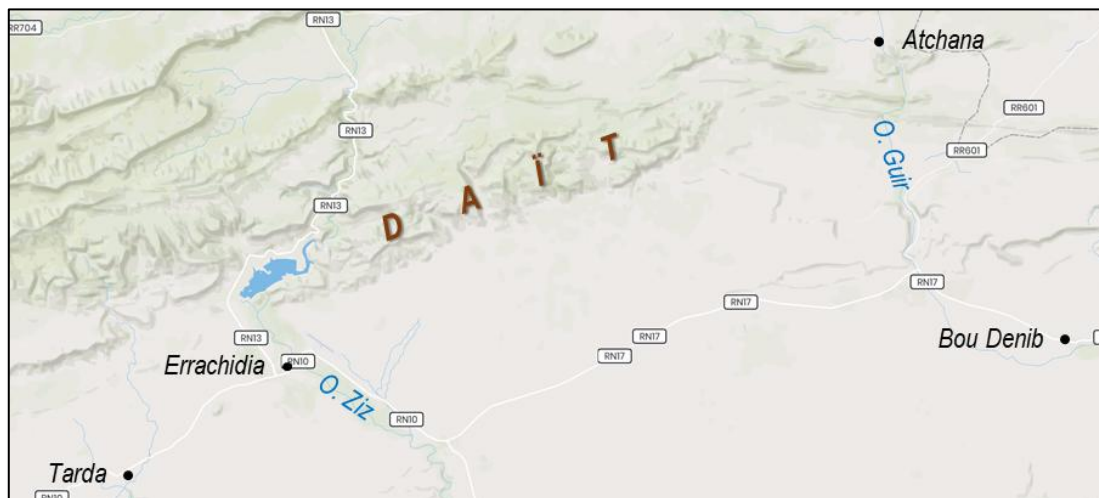 RR704
RN13
Atchana
RR601
RN13
RR601
O. Guir
D A Ï T
RN13
RN17
RN17
RN13
RN17
Bou Denib
RN17
Errachidia
RN10
O. Ziz
RN10
Tarda
RN10